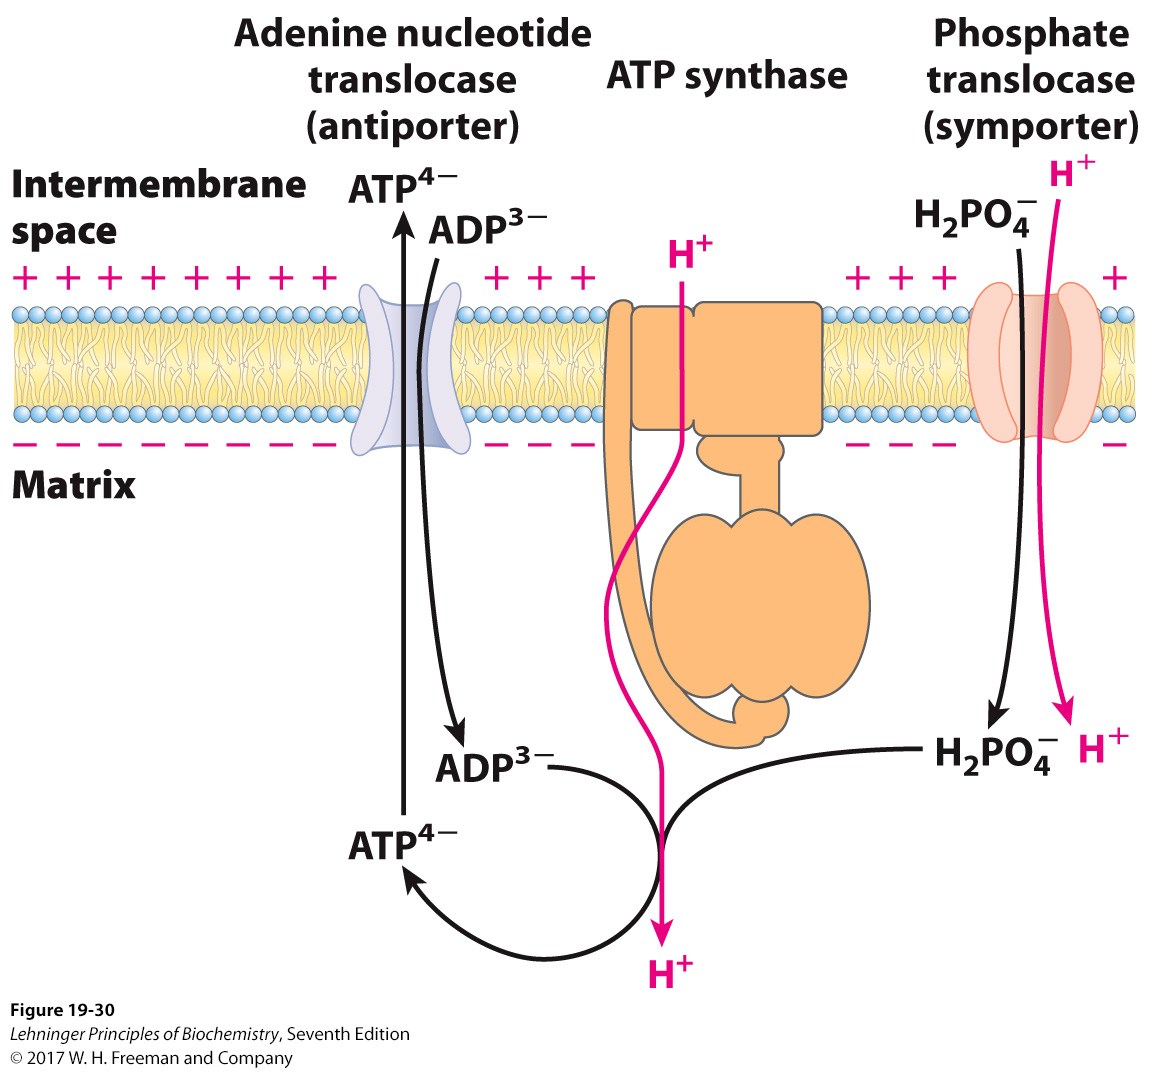 Adenine nucleotide
translocase
(antiporter)
ATP synthase
Phosphate
translocase
(symporter)
Intermembrane
space
ATP⁴⁻
ADP³⁻
H⁺
H₂PO₄⁻
H⁺
+ + + + + + + + + + + + + + +
− − − − − − − − − − − − − − −
Matrix
ADP³⁻
H₂PO₄⁻ H⁺
ATP⁴⁻
H⁺
Figure 19-30
Lehninger Principles of Biochemistry, Seventh Edition
© 2017 W. H. Freeman and Company